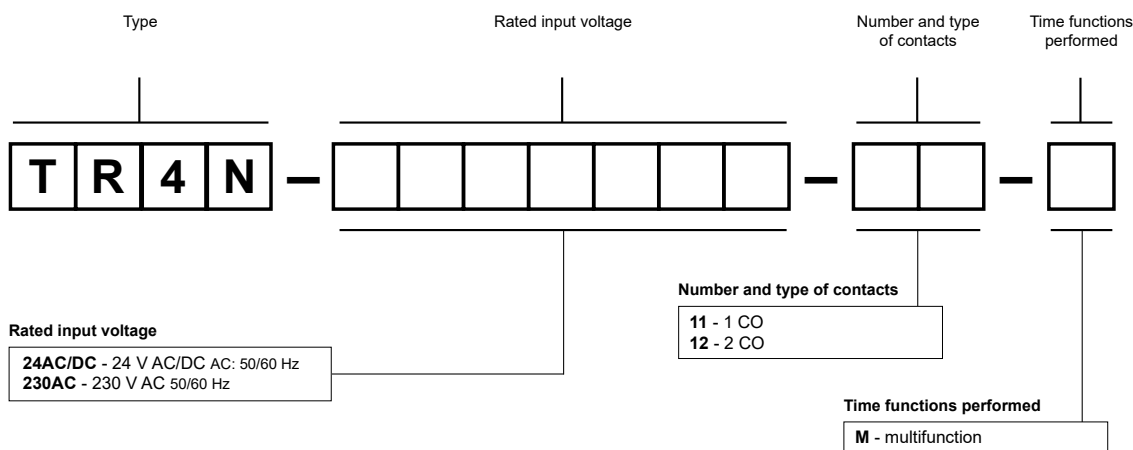 Type
Rated input voltage
Number and type
of contacts
Time functions
performed
T R 4 N – – –
Number and type of contacts
11 - 1 CO
12 - 2 CO
Rated input voltage
24AC/DC - 24 V AC/DC AC: 50/60 Hz
230AC - 230 V AC 50/60 Hz
Time functions performed
M - multifunction